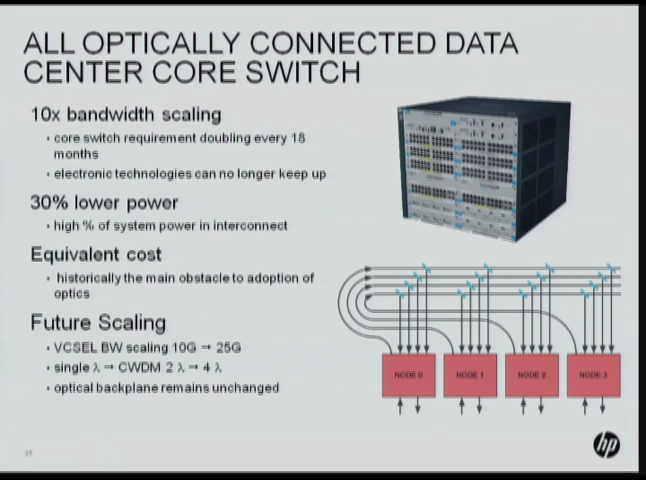 ALL OPTICALLY CONNECTED DATA
CENTER CORE SWITCH
10x bandwidth scaling
• core switch requirement doubling every 18
months
• electronic technologies can no longer keep up
30% lower power
• high % of system power in interconnect
Equivalent cost
• historically the main obstacle to adoption of
optics
Future Scaling
• VCSEL BW scaling 10G → 25G
• single λ → CWDM 2 λ → 4 λ
• optical backplane remains unchanged
NODE 0
NODE 1
NODE 2
NODE 3
hp